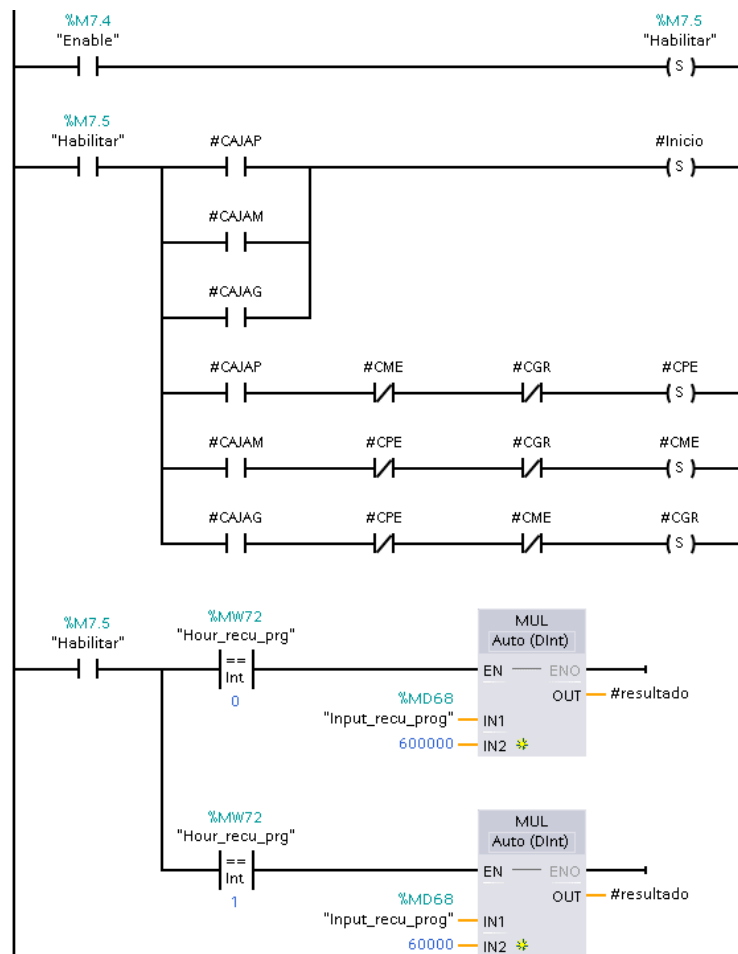 %M7.4 %M7.5
"Enable" "Habilitar"
S
%M7.5
"Habilitar" #CAJAP #Inicio
S
#CAJAM
#CAJAG
#CAJAP #CME #CGR #CPE
S
#CAJAM #CPE #CGR #CME
S
#CAJAG #CPE #CME #CGR
S
%M7.5 %MW72 MUL
"Habilitar" "Hour_recu_prg" Auto (DInt)
==
Int
0
EN ENO
OUT #resultado
%MD68
"Input_recu_prog" IN1
600000 IN2
%MW72 MUL
"Hour_recu_prg" Auto (DInt)
==
Int
1
EN ENO
OUT #resultado
%MD68
"Input_recu_prog" IN1
60000 IN2